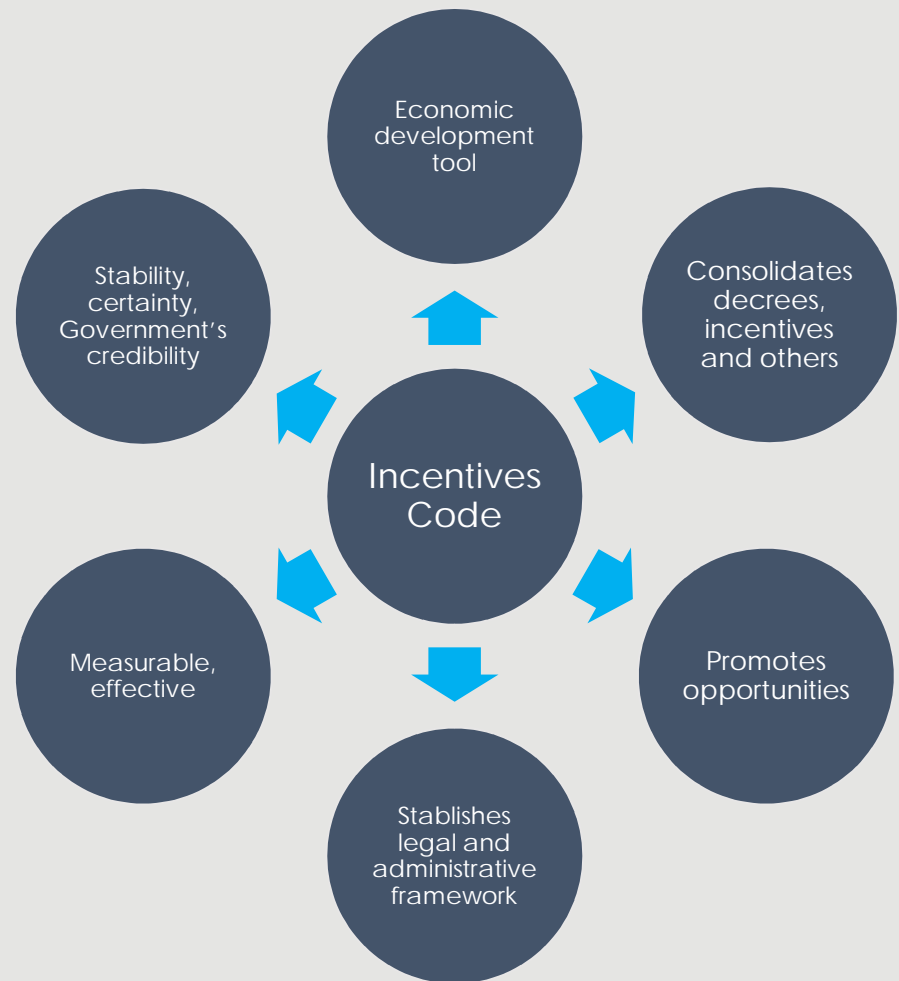 Economic
development
tool
Stability,
certainty,
Government's
credibility
Consolidates
decrees,
incentives
and others
Incentives
Code
Measurable,
effective
Promotes
opportunities
Stablishes
legal and
administrative
framework